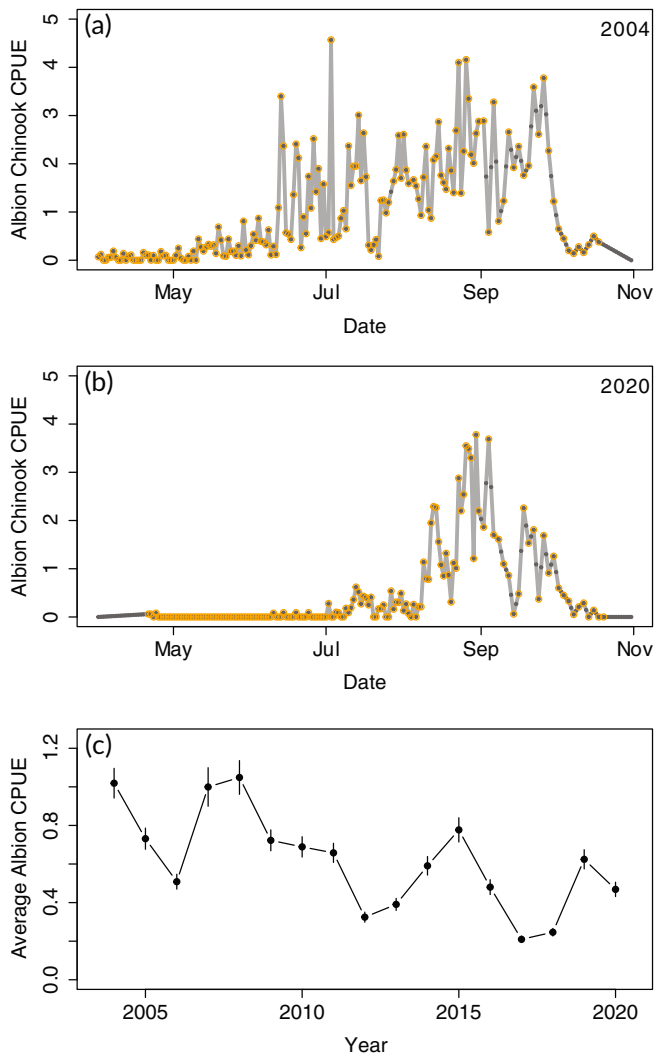 (a)
2004
5
4
3
2
1
0
Albion Chinook CPUE
May
Jul
Sep
Nov
Date
(b)
2020
5
4
3
2
1
0
Albion Chinook CPUE
May
Jul
Sep
Nov
Date
(c)
1.2
0.8
0.4
0.0
Average Albion CPUE
2005
2010
2015
2020
Year